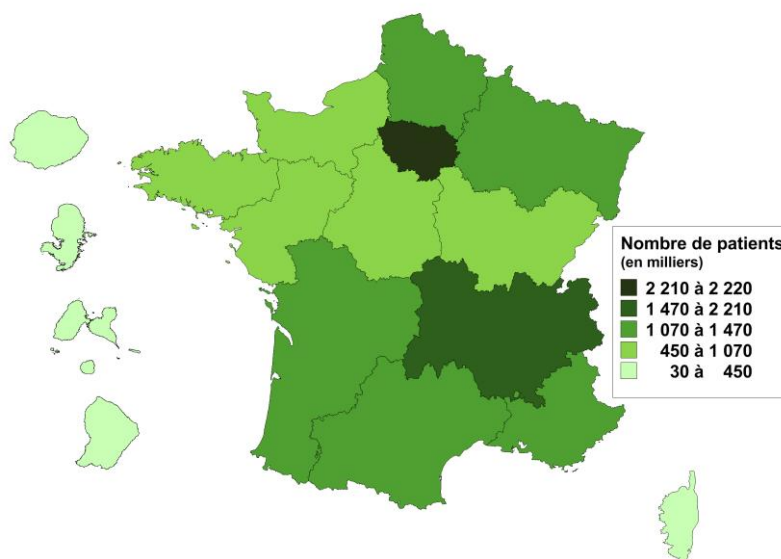 Nombre de patients
(en milliers)
2 210 à 2 220
1 470 à 2 210
1 070 à 1 470
450 à 1 070
30 à 450